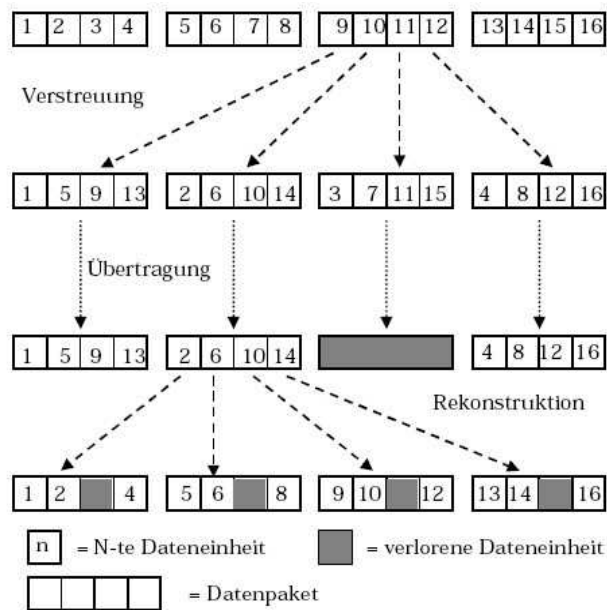 1 2 3 4 5 6 7 8 9 10 11 12 13 14 15 16
Verstreuung
1 5 9 13 2 6 10 14 3 7 11 15 4 8 12 16
Übertragung
1 5 9 13 2 6 10 14 4 8 12 16
Rekonstruktion
1 2 4 5 6 8 9 10 12 13 14 16
n = N-te Dateneinheit = verlorene Dateneinheit
= Datenpaket